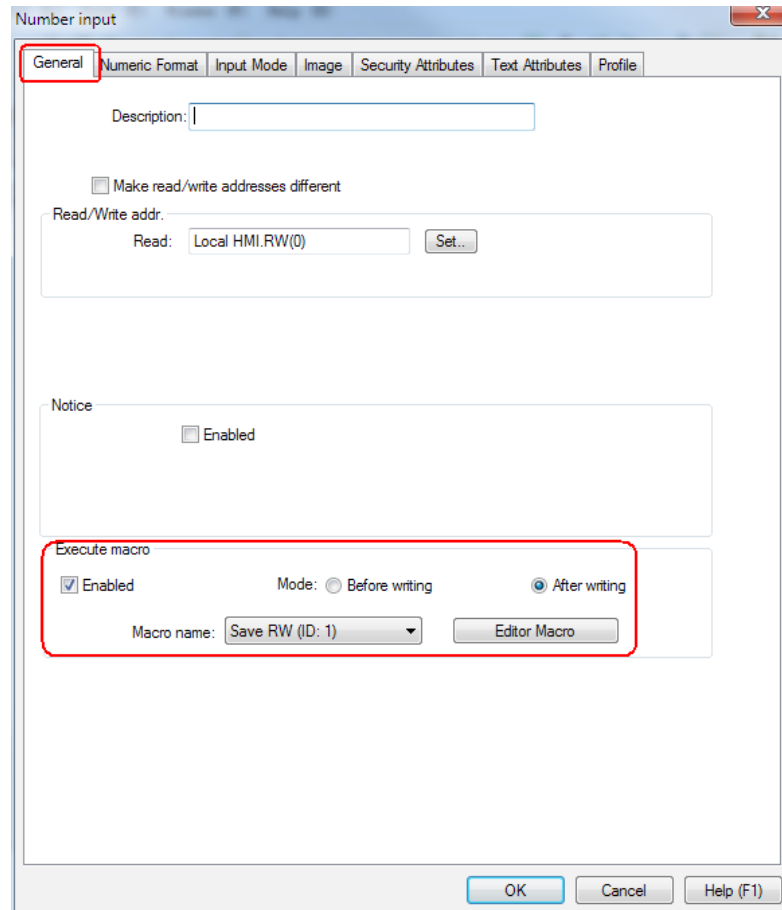 Number input
General Numeric Format Input Mode Image Security Attributes Text Attributes Profile
Description:
Make read/write addresses different
Read/Write addr.
Read: Local HMI.RW(0) Set..
Notice
Enabled
Execute macro
Enabled Mode: Before writing After writing
Macro name: Save RW (ID: 1) Editor Macro
OK Cancel Help (F1)